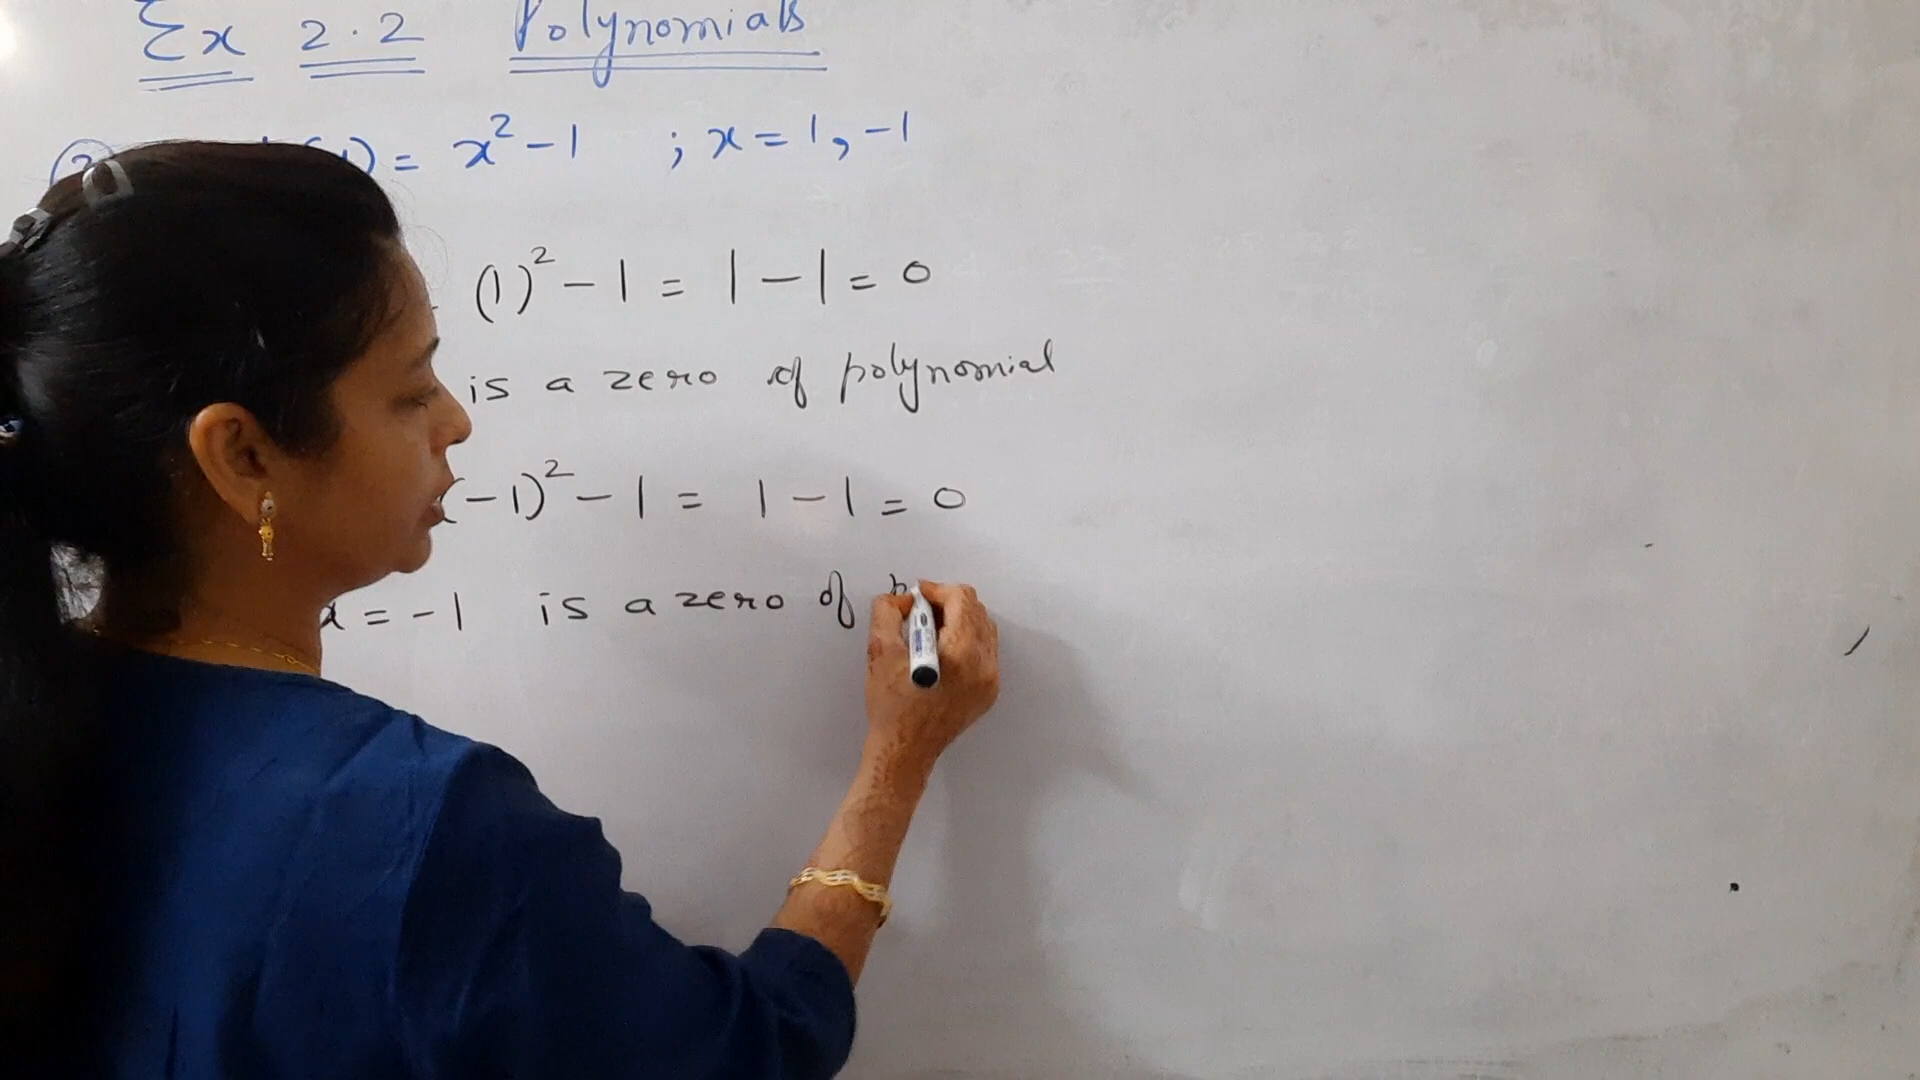 Ex 2.2 Polynomials
= x² - 1 ; x = 1, -1
(1)² - 1 = 1 - 1 = 0
is a zero of polynomial
(-1)² - 1 = 1 - 1 = 0
x = -1 is a zero of